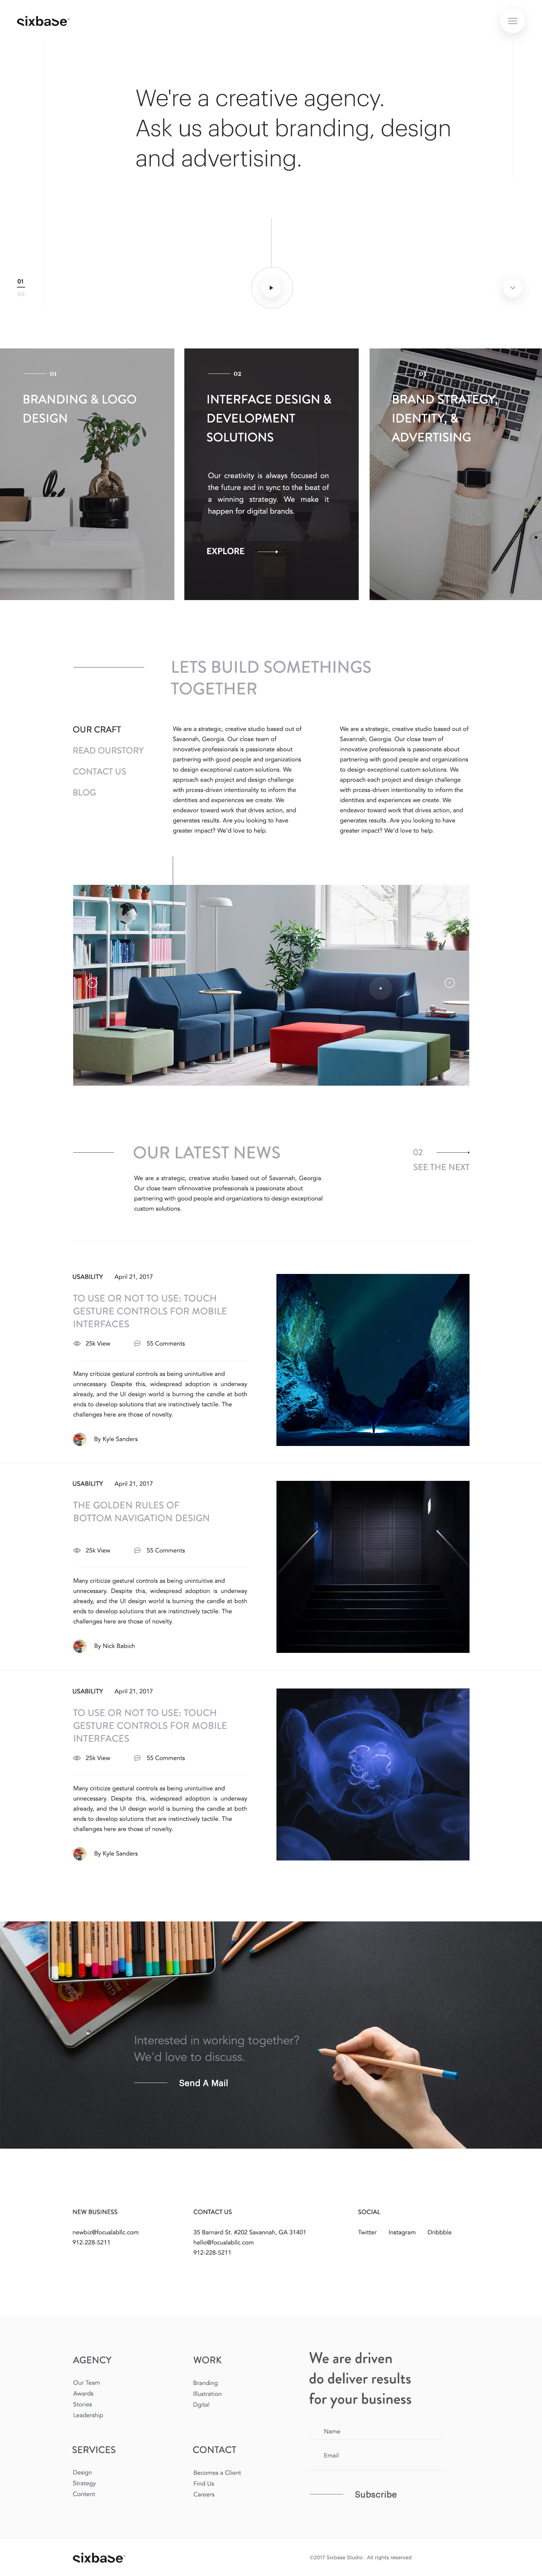 sixbase
We're a creative agency.
Ask us about branding, design
and advertising.
01
06
01
BRANDING & LOGO
DESIGN
02
INTERFACE DESIGN &
DEVELOPMENT
SOLUTIONS
Our creativity is always focused on
the future and in sync to the beat of
a winning strategy. We make it
happen for digital brands.
EXPLORE
03
BRAND STRATEGY,
IDENTITY, &
ADVERTISING
LETS BUILD SOMETHINGS
TOGETHER
OUR CRAFT
READ OURSTORY
CONTACT US
BLOG
We are a strategic, creative studio based out of
Savannah, Georgia. Our close team of
innovative professionals is passionate about
partnering with good people and organizations
to design exceptional custom solutions. We
approach each project and design challenge
with prcess-driven intentionality to inform the
identities and experiences we create. We
endeavor toward work that drives action, and
generates results. Are you looking to have
greater impact? We'd love to help.
We are a strategic, creative studio based out of
Savannah, Georgia. Our close team of
innovative professionals is passionate about
partnering with good people and organizations
to design exceptional custom solutions. We
approach each project and design challenge
with prcess-driven intentionality to inform the
identities and experiences we create. We
endeavor toward work that drives action, and
generates results. Are you looking to have
greater impact? We'd love to help.
OUR LATEST NEWS
We are a strategic, creative studio based out of Savannah, Georgia.
Our close team ofinnovative professionals is passionate about
partnering with good people and organizations to design exceptional
custom solutions.
02
SEE THE NEXT
USABILITY April 21, 2017
TO USE OR NOT TO USE: TOUCH
GESTURE CONTROLS FOR MOBILE
INTERFACES
25k View 55 Comments
Many criticize gestural controls as being unintuitive and
unnecessary. Despite this, widespread adoption is underway
already, and the UI design world is burning the candle at both
ends to develop solutions that are instinctively tactile. The
challenges here are those of novelty.
By Kyle Sanders
USABILITY April 21, 2017
THE GOLDEN RULES OF
BOTTOM NAVIGATION DESIGN
25k View 55 Comments
Many criticize gestural controls as being unintuitive and
unnecessary. Despite this, widespread adoption is underway
already, and the UI design world is burning the candle at both
ends to develop solutions that are instinctively tactile. The
challenges here are those of novelty.
By Nick Babich
USABILITY April 21, 2017
TO USE OR NOT TO USE: TOUCH
GESTURE CONTROLS FOR MOBILE
INTERFACES
25k View 55 Comments
Many criticize gestural controls as being unintuitive and
unnecessary. Despite this, widespread adoption is underway
already, and the UI design world is burning the candle at both
ends to develop solutions that are instinctively tactile. The
challenges here are those of novelty.
By Kyle Sanders
Interested in working together?
We'd love to discuss.
Send A Mail
NEW BUSINESS
newbiz@focuslabllc.com
912-228-5211
CONTACT US
35 Barnard St. #202 Savannah, GA 31401
hello@focuslabllc.com
912-228-5211
SOCIAL
Twitter Instagram Dribbble
AGENCY
Our Team
Awards
Stories
Leadership
WORK
Branding
Illustration
Dgital
SERVICES
Design
Strategy
Content
CONTACT
Becomes a Client
Find Us
Careers
We are driven
do deliver results
for your business
Name
Email
Subscribe
sixbase
©2017 Sixbase Studio . All rights reserved